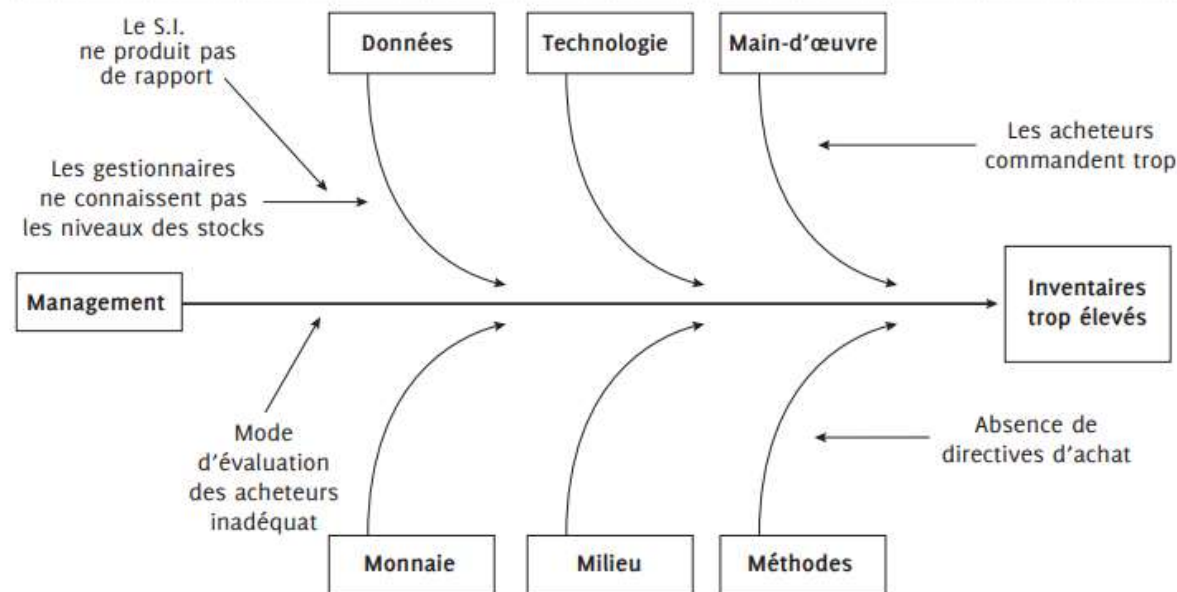 Le S.I.
ne produit pas
de rapport
Données
Technologie
Main-d'œuvre
Les acheteurs
commandent trop
Les gestionnaires
ne connaissent pas
les niveaux des stocks
Management
Inventaires
trop élevés
Mode
d'évaluation
des acheteurs
inadéquat
Absence de
directives d'achat
Monnaie
Milieu
Méthodes